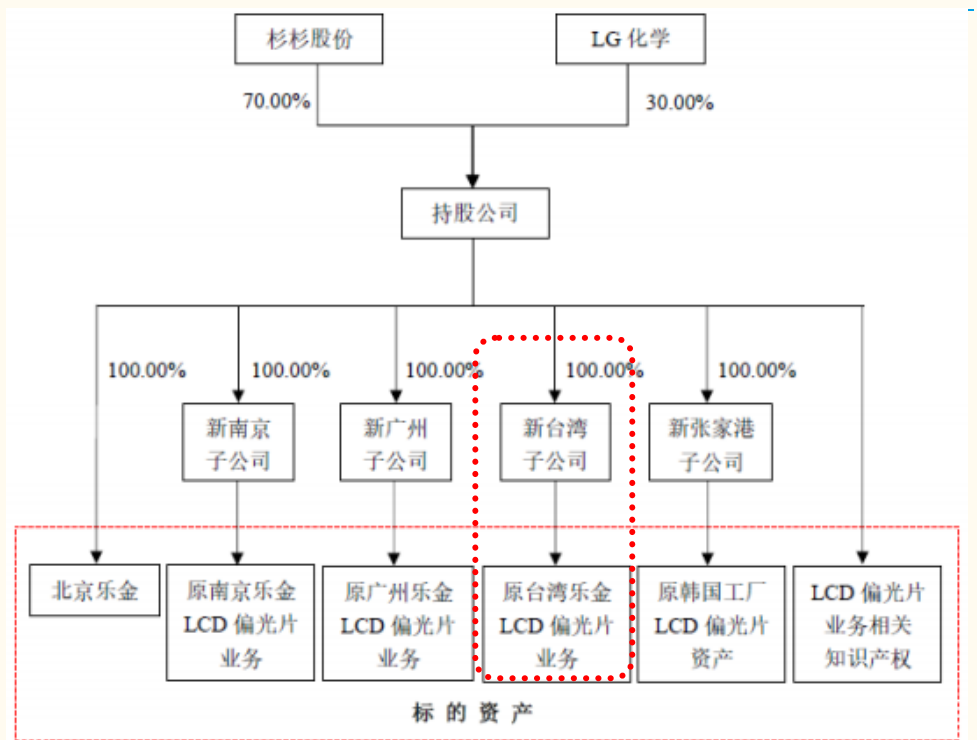 杉杉股份
LG 化学
70.00%
30.00%
持股公司
100.00%
100.00%
100.00%
100.00%
100.00%
新南京
子公司
新广州
子公司
新台湾
子公司
新张家港
子公司
北京乐金
原南京乐金
LCD 偏光片
业务
原广州乐金
LCD 偏光片
业务
原台湾乐金
LCD 偏光片
业务
原韩国工厂
LCD 偏光片
资产
LCD 偏光片
业务相关
知识产权
标 的 资 产